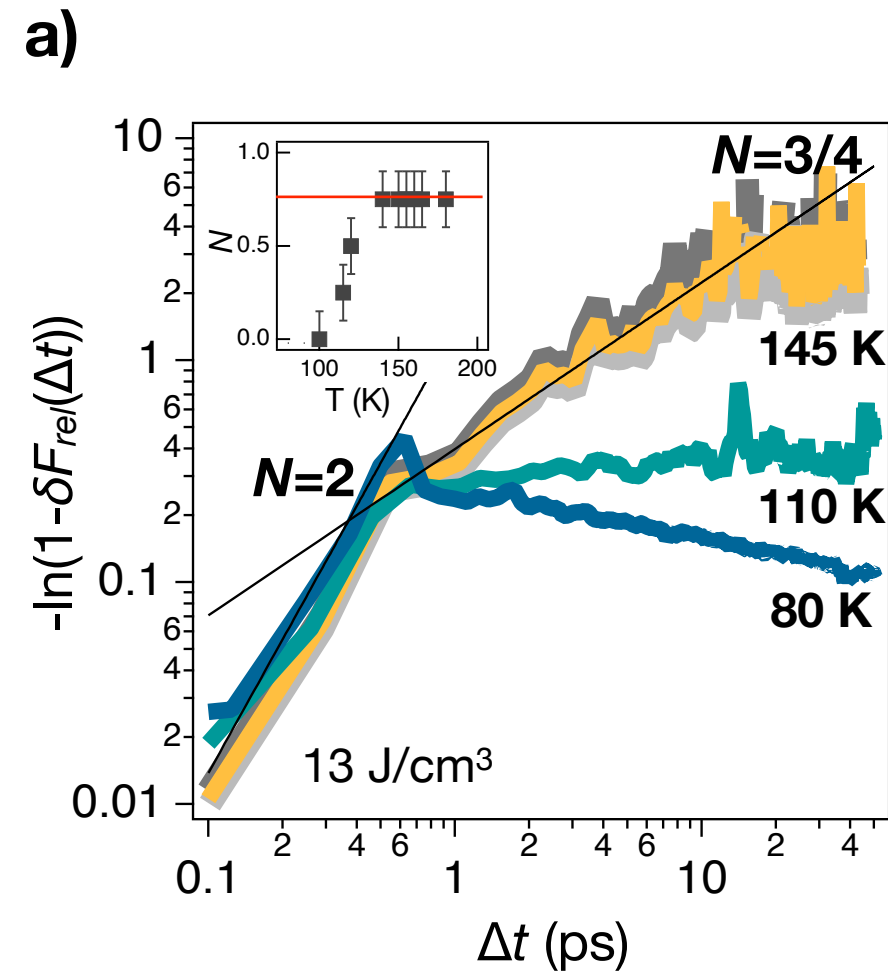 a)
10
6
4
2
1
6
4
2
0.1
6
4
2
0.01
-ln(1-δF_rel(Δt))
N=3/4
1.0
N 0.5
0.0
100 150 200
T (K)
145 K
N=2
110 K
80 K
13 J/cm³
2 4 6 2 4 6 2 4
0.1 1 10
Δt (ps)